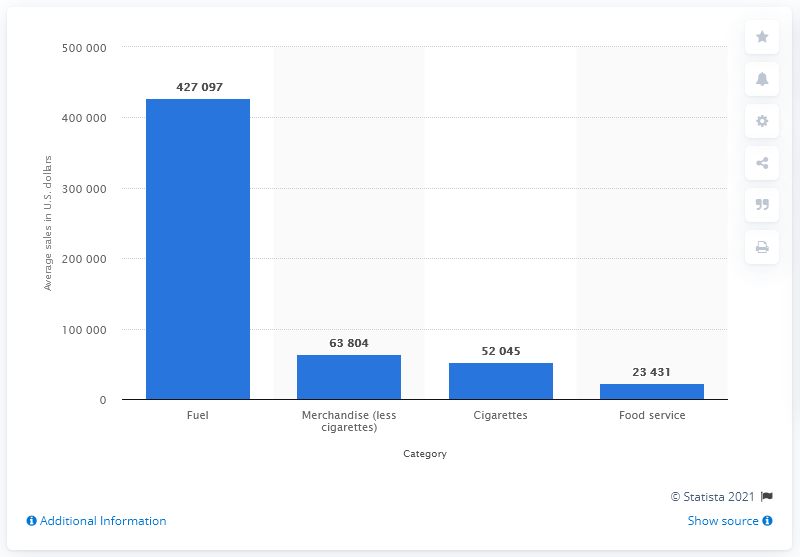 500 000
400 000
300 000
200 000
100 000
0
Average sales in U.S. dollars
427 097
63 804
52 045
23 431
Fuel
Merchandise (less
cigarettes)
Cigarettes
Food service
Category
© Statista 2021
Additional Information
Show source